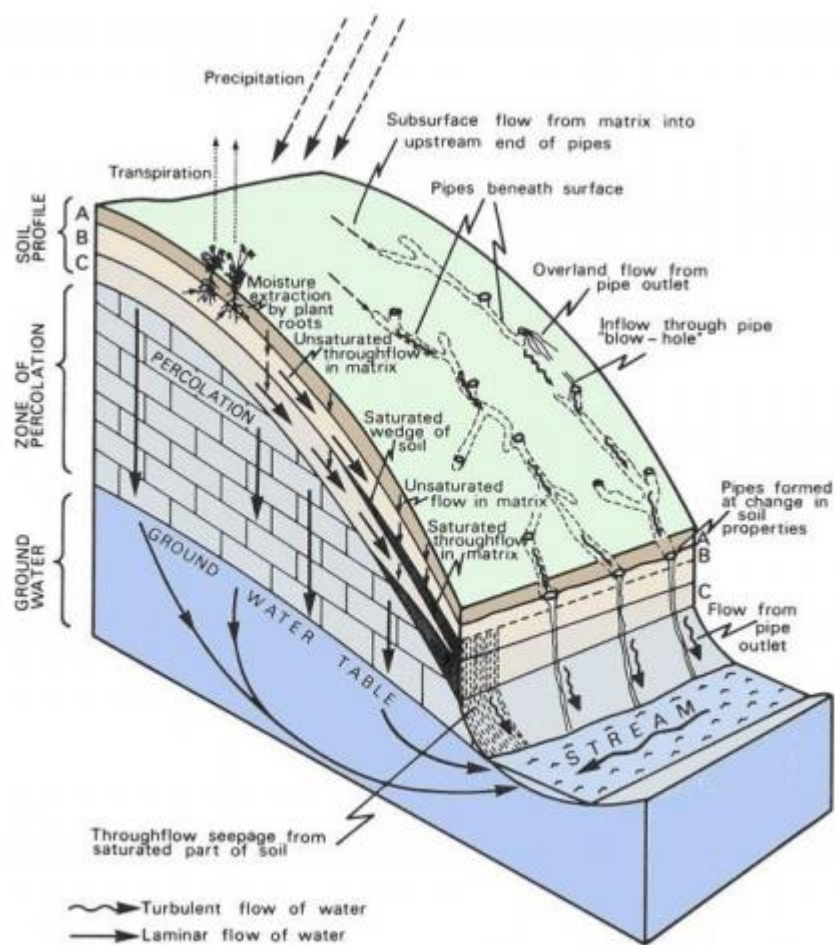 Precipitation
Subsurface flow from matrix into
upstream end of pipes
Transpiration
Pipes beneath surface
SOIL
PROFILE
A
B
C
Overland flow from
pipe outlet
Moisture
extraction
by plant
roots
Inflow through pipe
"blow-hole"
Unsaturated
throughflow
in matrix
ZONE OF
PERCOLATION
PERCOLATION
Saturated
wedge of
soil
Unsaturated
flow in matrix
Pipes formed
at change in
soil
properties
Saturated
throughflow
in matrix
A
B
C
GROUND
WATER
GROUND WATER TABLE
Flow from
pipe
outlet
STREAM
Throughflow seepage from
saturated part of soil
Turbulent flow of water
Laminar flow of water